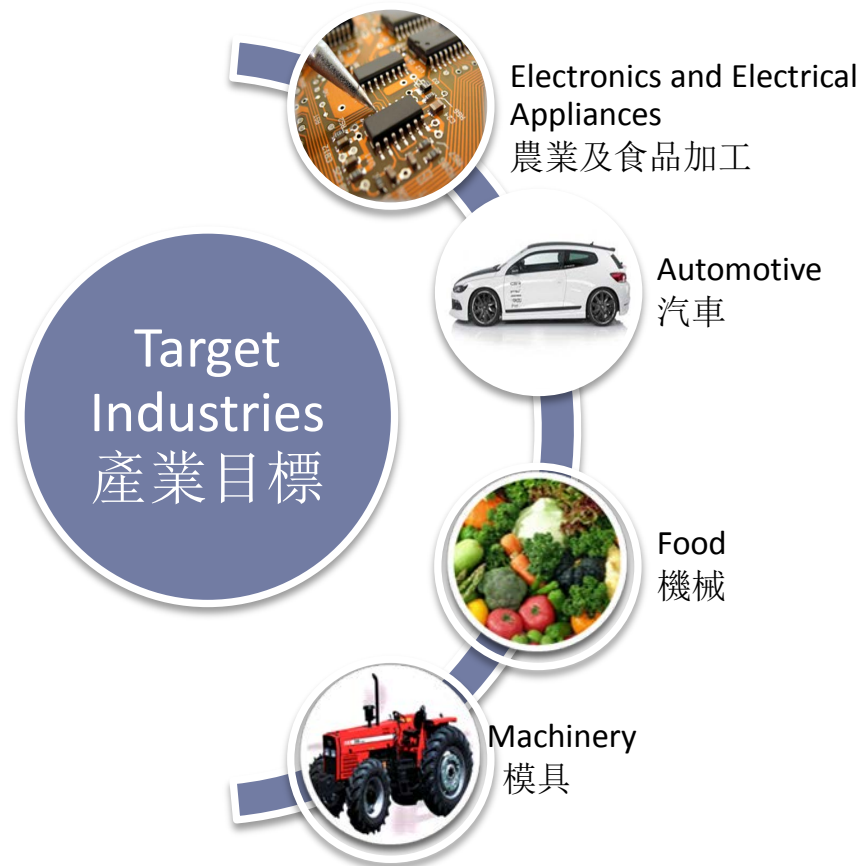 Electronics and Electrical
Appliances
農業及食品加工
Automotive
汽車
Target
Industries
產業目標
Food
機械
Machinery
模具